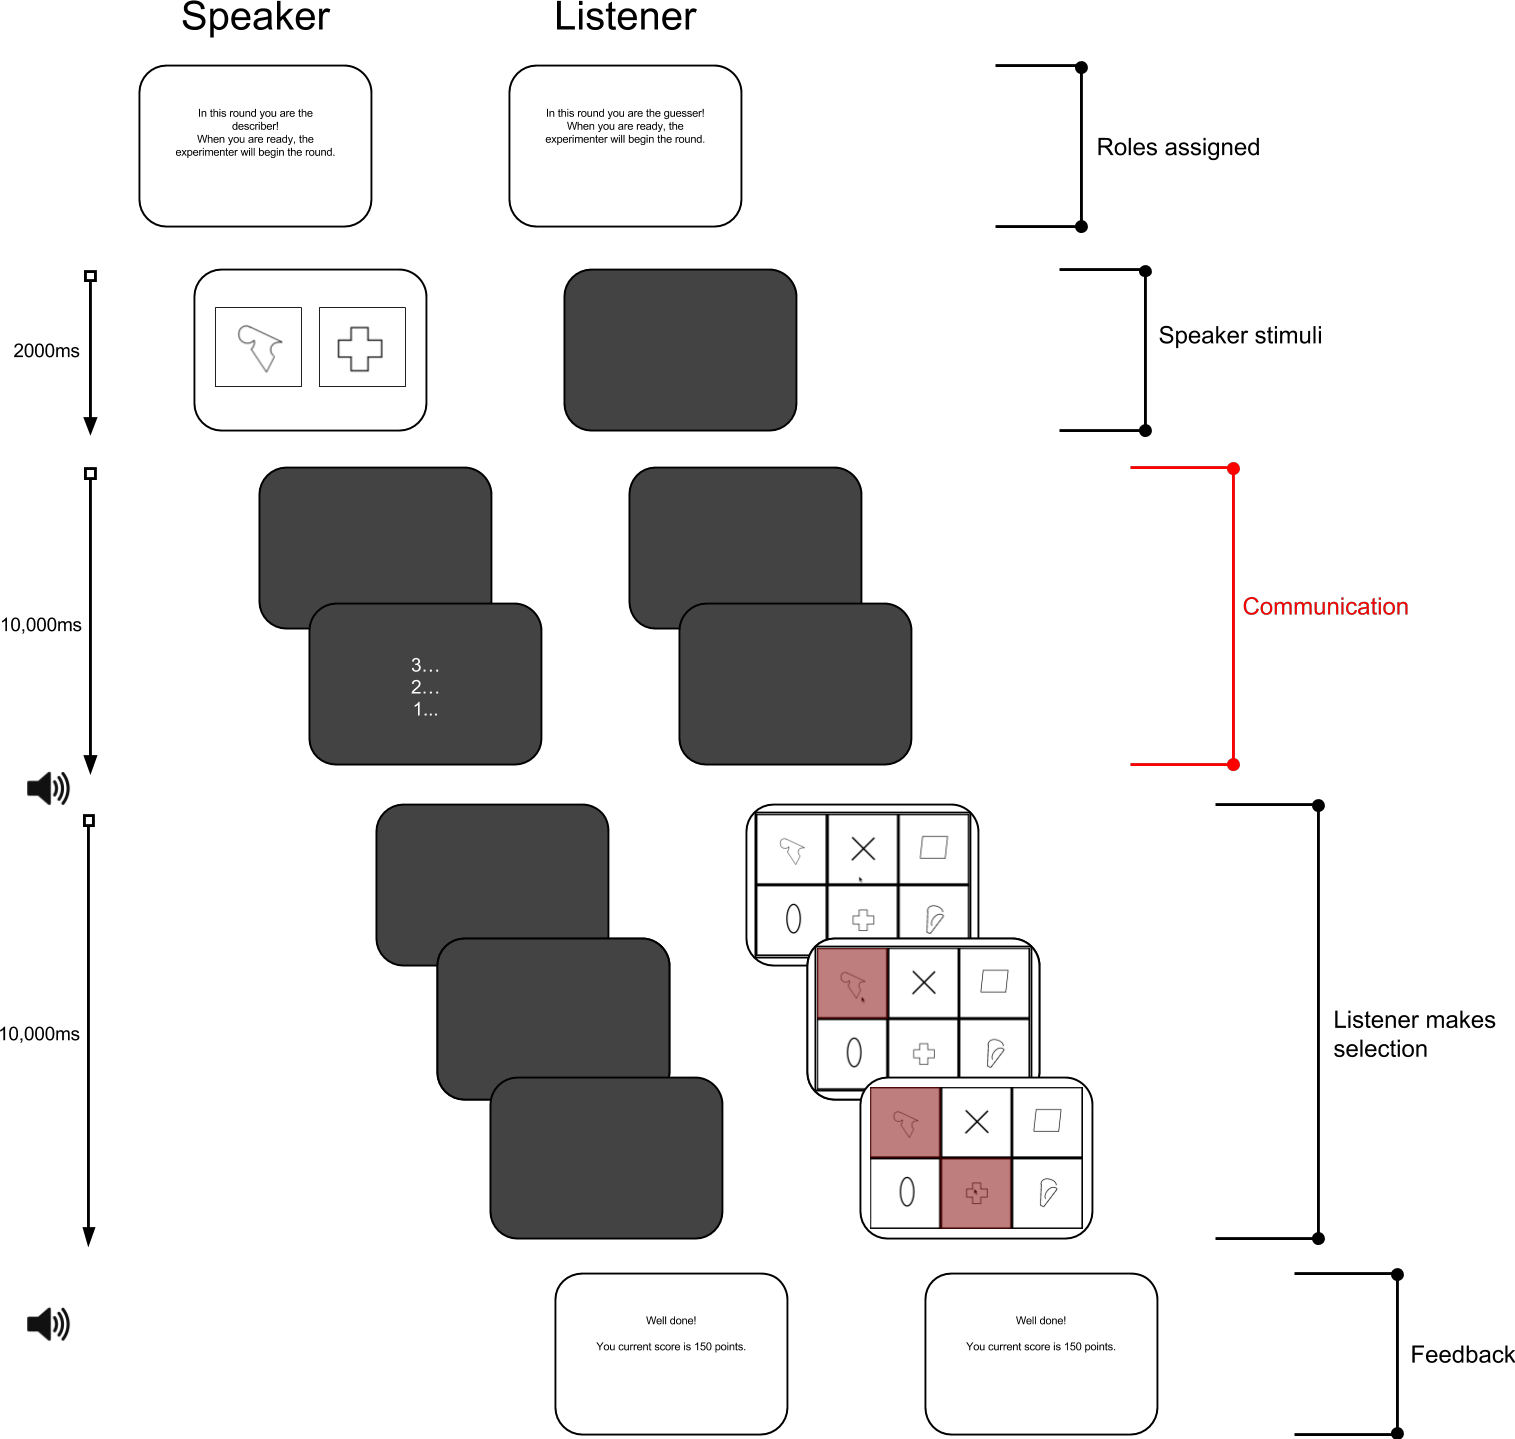 Speaker
Listener
In this round you are the
describer!
When you are ready, the
experimenter will begin the round.
In this round you are the guesser!
When you are ready, the
experimenter will begin the round.
Roles assigned
2000ms
Speaker stimuli
10,000ms
3...
2...
1...
Communication
10,000ms
Listener makes
selection
Well done!
You current score is 150 points.
Well done!
You current score is 150 points.
Feedback